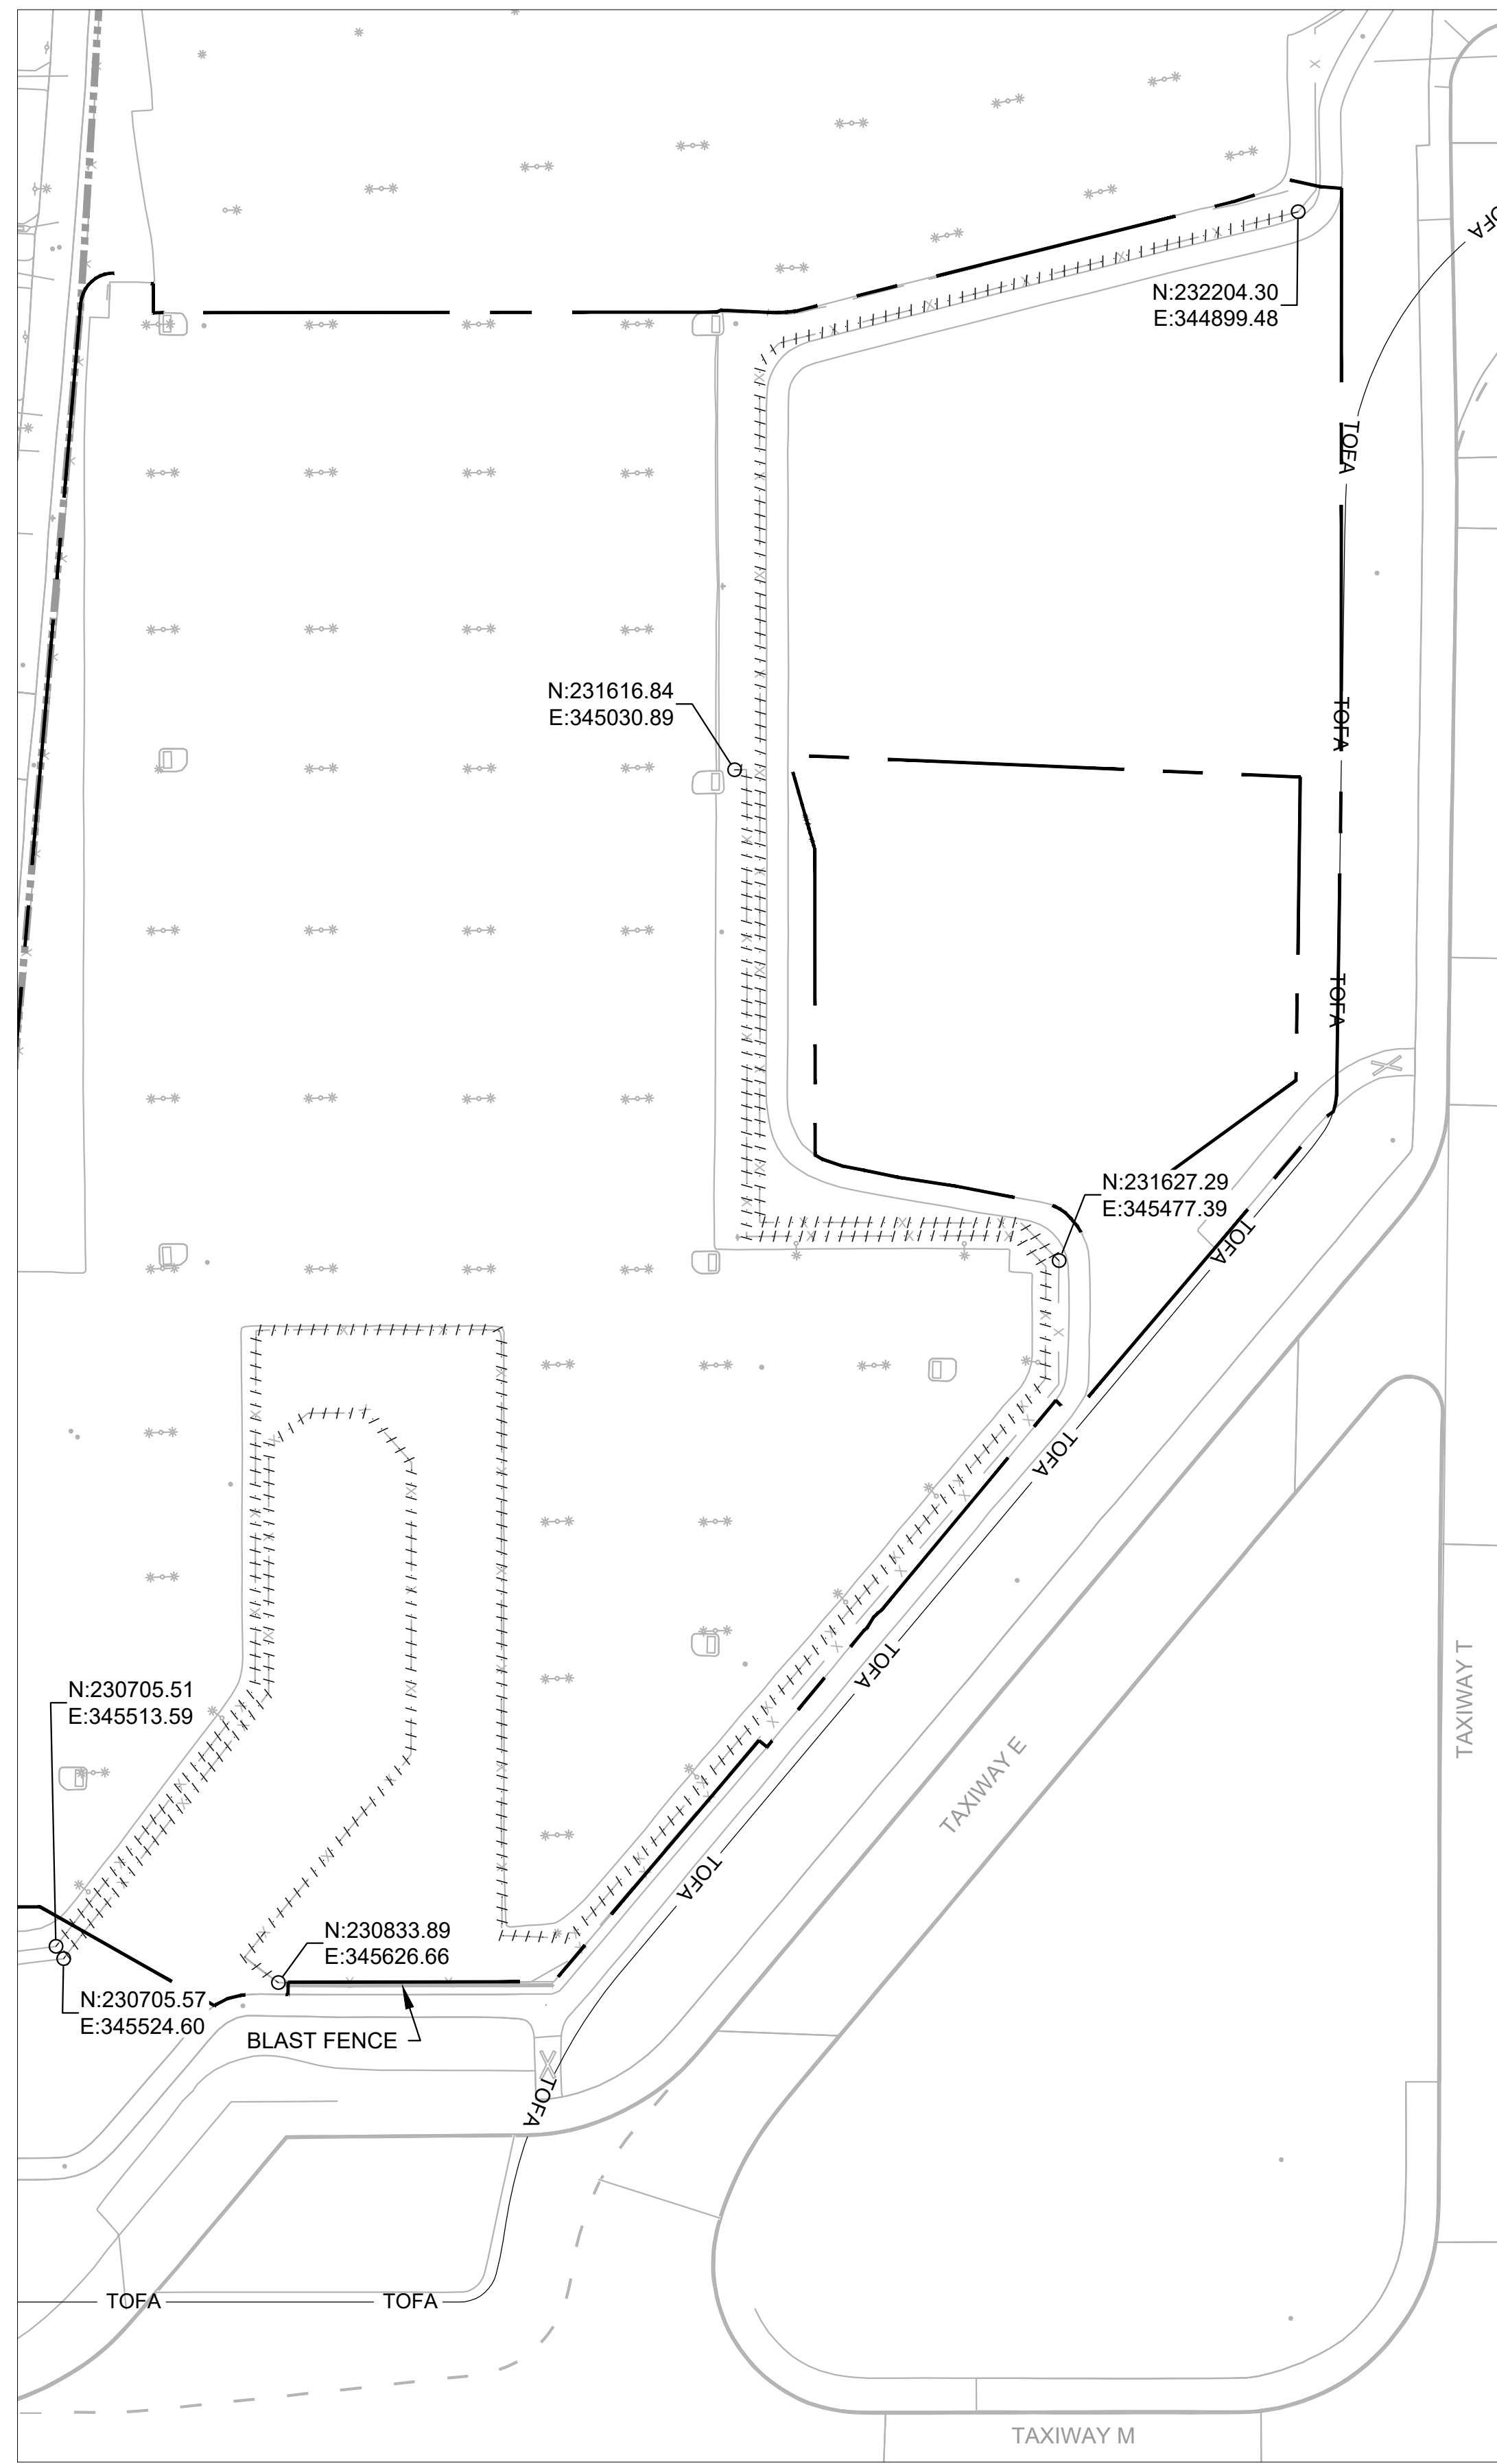 TOFA
N:232204.30
E:344899.48
TOFA
N:231616.84
E:345030.89
TOFA
TOFA
N:231627.29
E:345477.39
TOFA
TOFA
TOFA
TAXIWAY T
N:230705.51
E:345513.59
TAXIWAY E
TOFA
N:230833.89
E:345626.66
N:230705.57
E:345524.60
BLAST FENCE
TOFA
TOFA
TOFA
TAXIWAY M